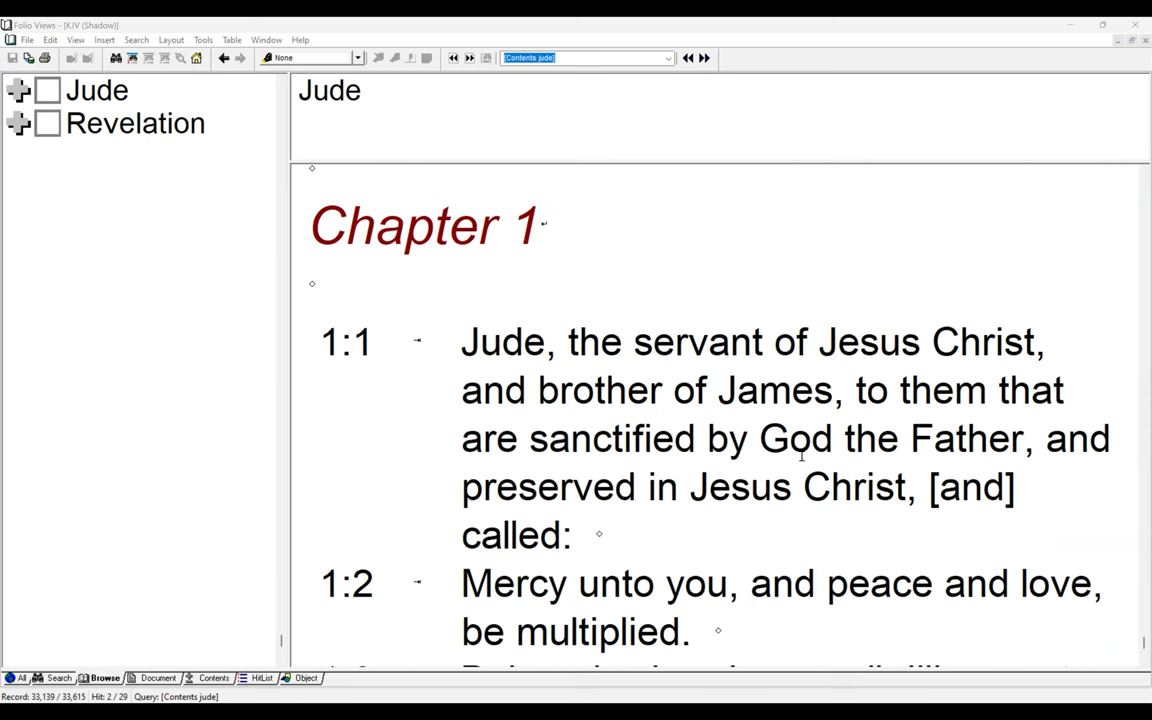 Folio Views - [KJV (Shadow)]
File Edit View Insert Search Layout Tools Table Window Help
None
[Contents jude]
Jude
Revelation
Jude
Chapter 1
1:1 Jude, the servant of Jesus Christ,
and brother of James, to them that
are sanctified by God the Father, and
preserved in Jesus Christ, [and]
called:
1:2 Mercy unto you, and peace and love,
be multiplied.
All Search Browse Document Contents HitList Object
Record: 33,139 / 33,615 Hit: 2 / 29 Query: [Contents jude]